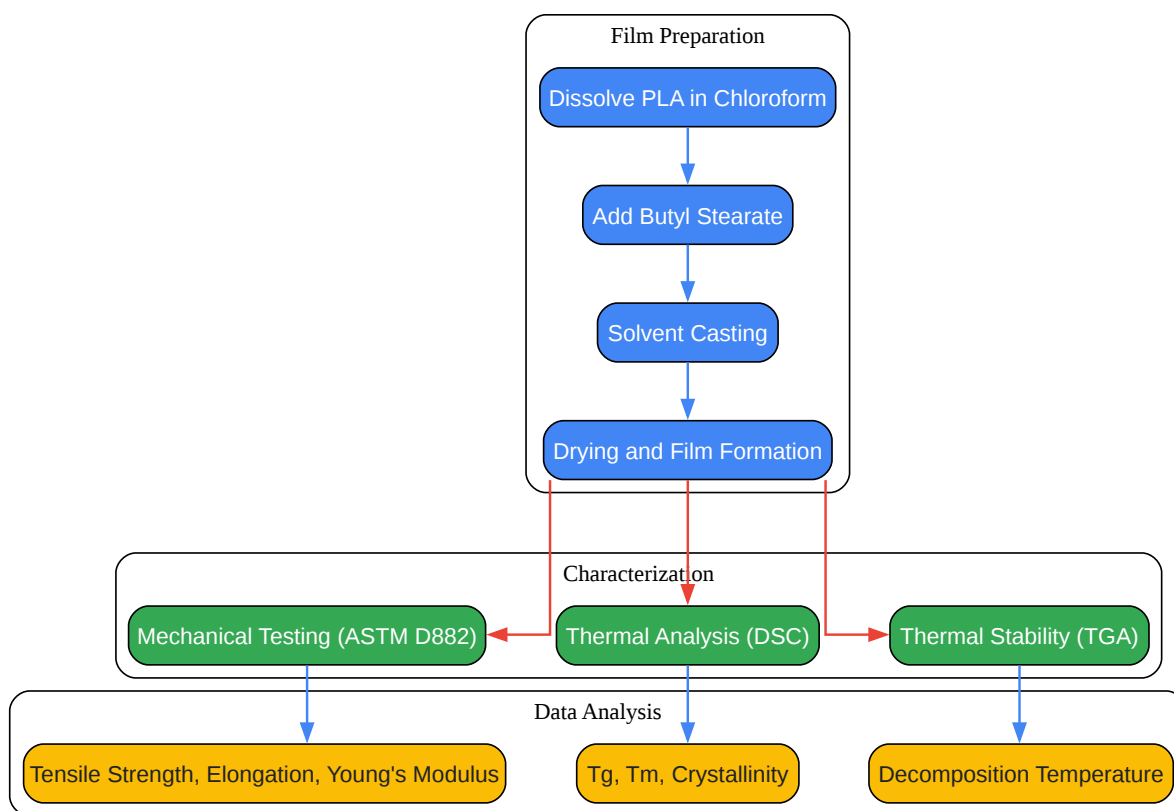 Film Preparation
Dissolve PLA in Chloroform
Add Butyl Stearate
Solvent Casting
Drying and Film Formation
Characterization
Mechanical Testing (ASTM D882)
Thermal Analysis (DSC)
Thermal Stability (TGA)
Data Analysis
Tensile Strength, Elongation, Young's Modulus
Tg, Tm, Crystallinity
Decomposition Temperature